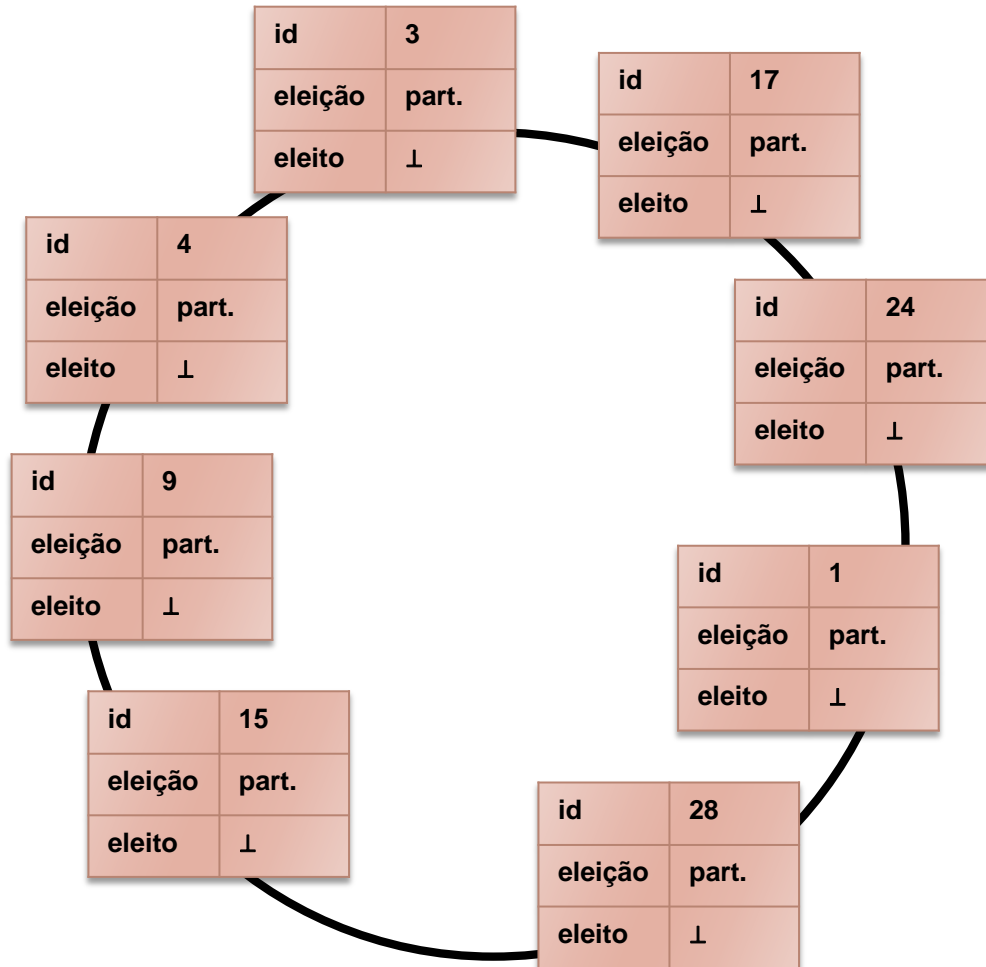 id 3
eleição part.
eleito ⊥
id 17
eleição part.
eleito ⊥
id 4
eleição part.
eleito ⊥
id 24
eleição part.
eleito ⊥
id 9
eleição part.
eleito ⊥
id 1
eleição part.
eleito ⊥
id 15
eleição part.
eleito ⊥
id 28
eleição part.
eleito ⊥